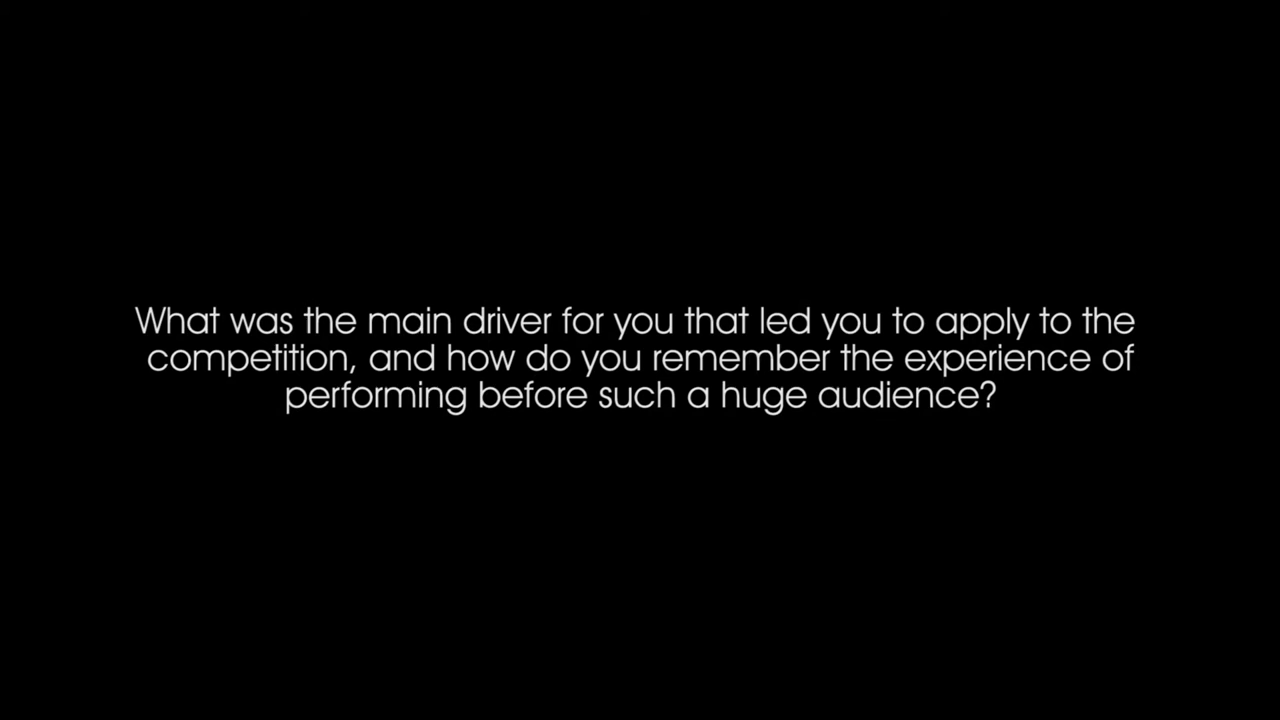 What was the main driver for you that led you to apply to the
competition, and how do you remember the experience of
performing before such a huge audience?